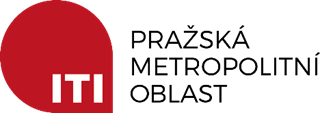 ITI
PRAŽSKÁ
METROPOLITNÍ
OBLAST